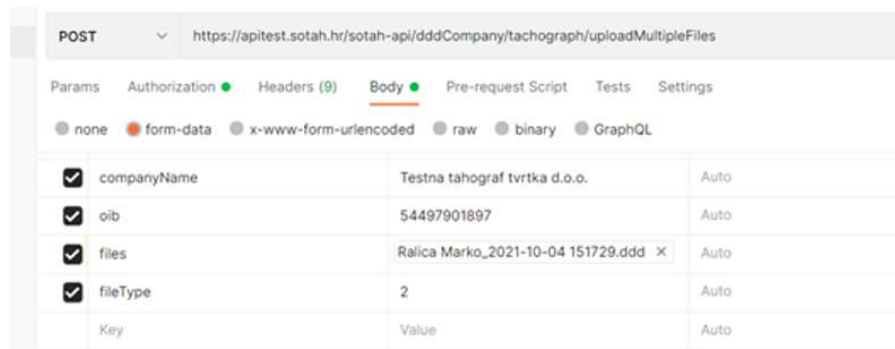 POST https://apitest.sotah.hr/sotah-api/dddCompany/tachograph/uploadMultipleFiles
Params Authorization Headers (9) Body Pre-request Script Tests Settings
none form-data x-www-form-urlencoded raw binary GraphQL
companyName Testna tahograf tvrtka d.o.o. Auto
oib 54497901897 Auto
files Ralica Marko_2021-10-04 151729.ddd × Auto
fileType 2 Auto
Key Value Auto